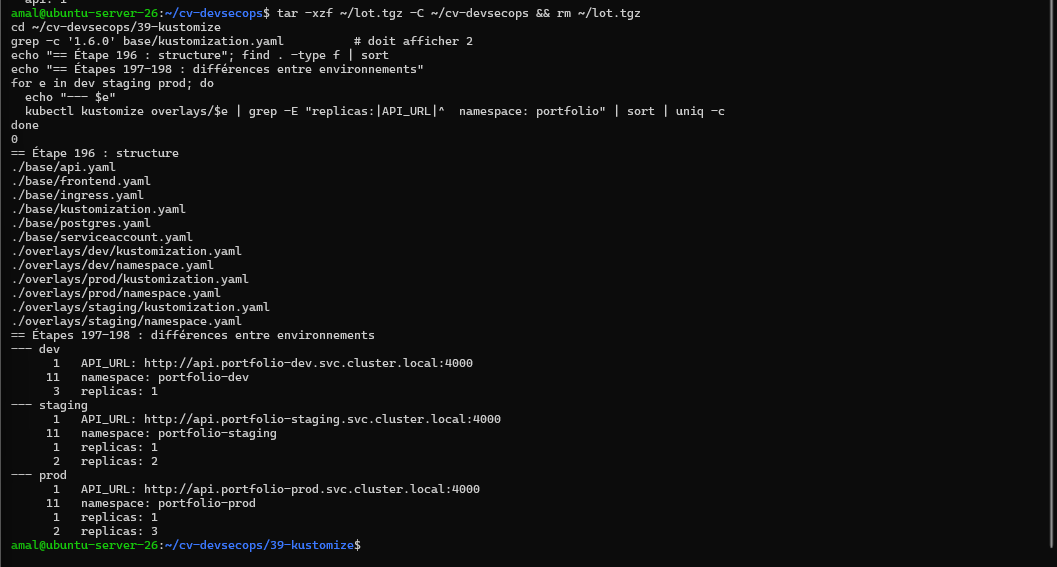 api: 1
amal@ubuntu-server-26:~/cv-devsecops$ tar -xzf ~/lot.tgz -C ~/cv-devsecops && rm ~/lot.tgz
cd ~/cv-devsecops/39-kustomize
grep -c '1.6.0' base/kustomization.yaml          # doit afficher 2
echo "== Étape 196 : structure"; find . -type f | sort
echo "== Étapes 197-198 : différences entre environnements"
for e in dev staging prod; do
  echo "--- $e"
  kubectl kustomize overlays/$e | grep -E "replicas:|API_URL|^  namespace: portfolio" | sort | uniq -c
done
0
== Étape 196 : structure
./base/api.yaml
./base/frontend.yaml
./base/ingress.yaml
./base/kustomization.yaml
./base/postgres.yaml
./base/serviceaccount.yaml
./overlays/dev/kustomization.yaml
./overlays/dev/namespace.yaml
./overlays/prod/kustomization.yaml
./overlays/prod/namespace.yaml
./overlays/staging/kustomization.yaml
./overlays/staging/namespace.yaml
== Étapes 197-198 : différences entre environnements
--- dev
      1   API_URL: http://api.portfolio-dev.svc.cluster.local:4000
     11   namespace: portfolio-dev
      3   replicas: 1
--- staging
      1   API_URL: http://api.portfolio-staging.svc.cluster.local:4000
     11   namespace: portfolio-staging
      1   replicas: 1
      2   replicas: 2
--- prod
      1   API_URL: http://api.portfolio-prod.svc.cluster.local:4000
     11   namespace: portfolio-prod
      1   replicas: 1
      2   replicas: 3
amal@ubuntu-server-26:~/cv-devsecops/39-kustomize$